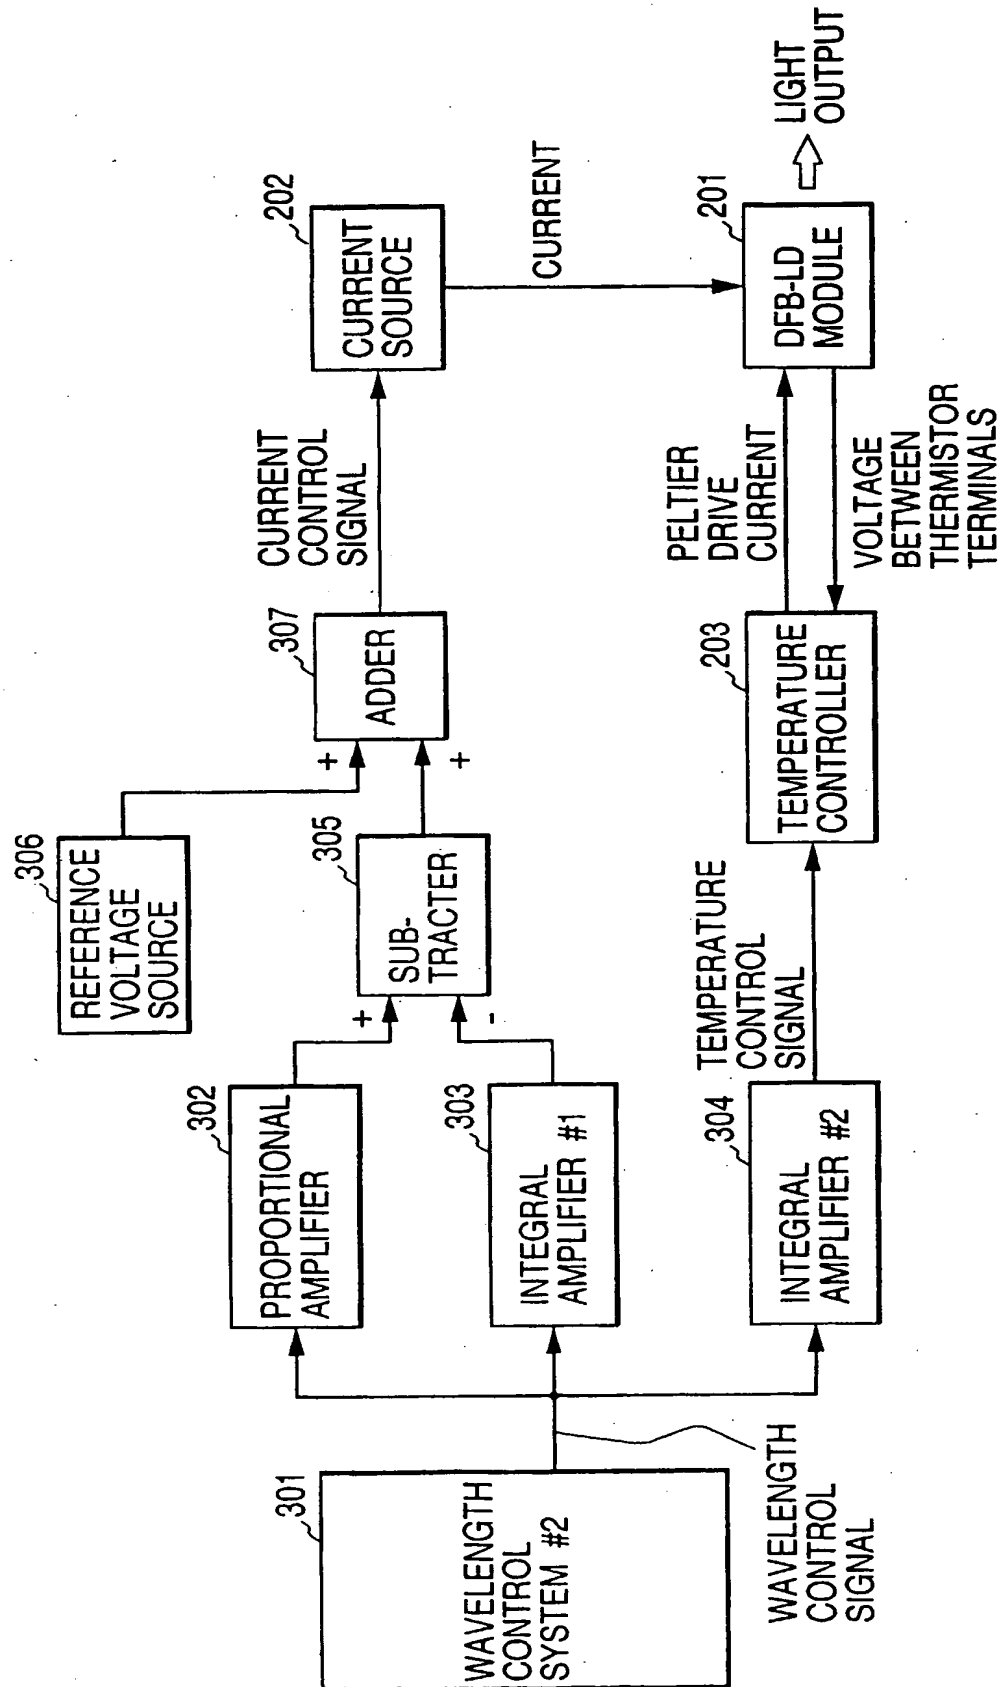 301
WAVELENGTH
CONTROL
SYSTEM #2
WAVELENGTH
CONTROL
SIGNAL
302
PROPORTIONAL
AMPLIFIER
303
INTEGRAL
AMPLIFIER #1
304
INTEGRAL
AMPLIFIER #2
306
REFERENCE
VOLTAGE
SOURCE
+
-
305
SUB-
TRACTER
TEMPERATURE
CONTROL
SIGNAL
+
+
307
ADDER
203
TEMPERATURE
CONTROLLER
CURRENT
CONTROL
SIGNAL
PELTIER
DRIVE
CURRENT
VOLTAGE
BETWEEN
THERMISTOR
TERMINALS
202
CURRENT
SOURCE
CURRENT
201
DFB-LD
MODULE
LIGHT
OUTPUT